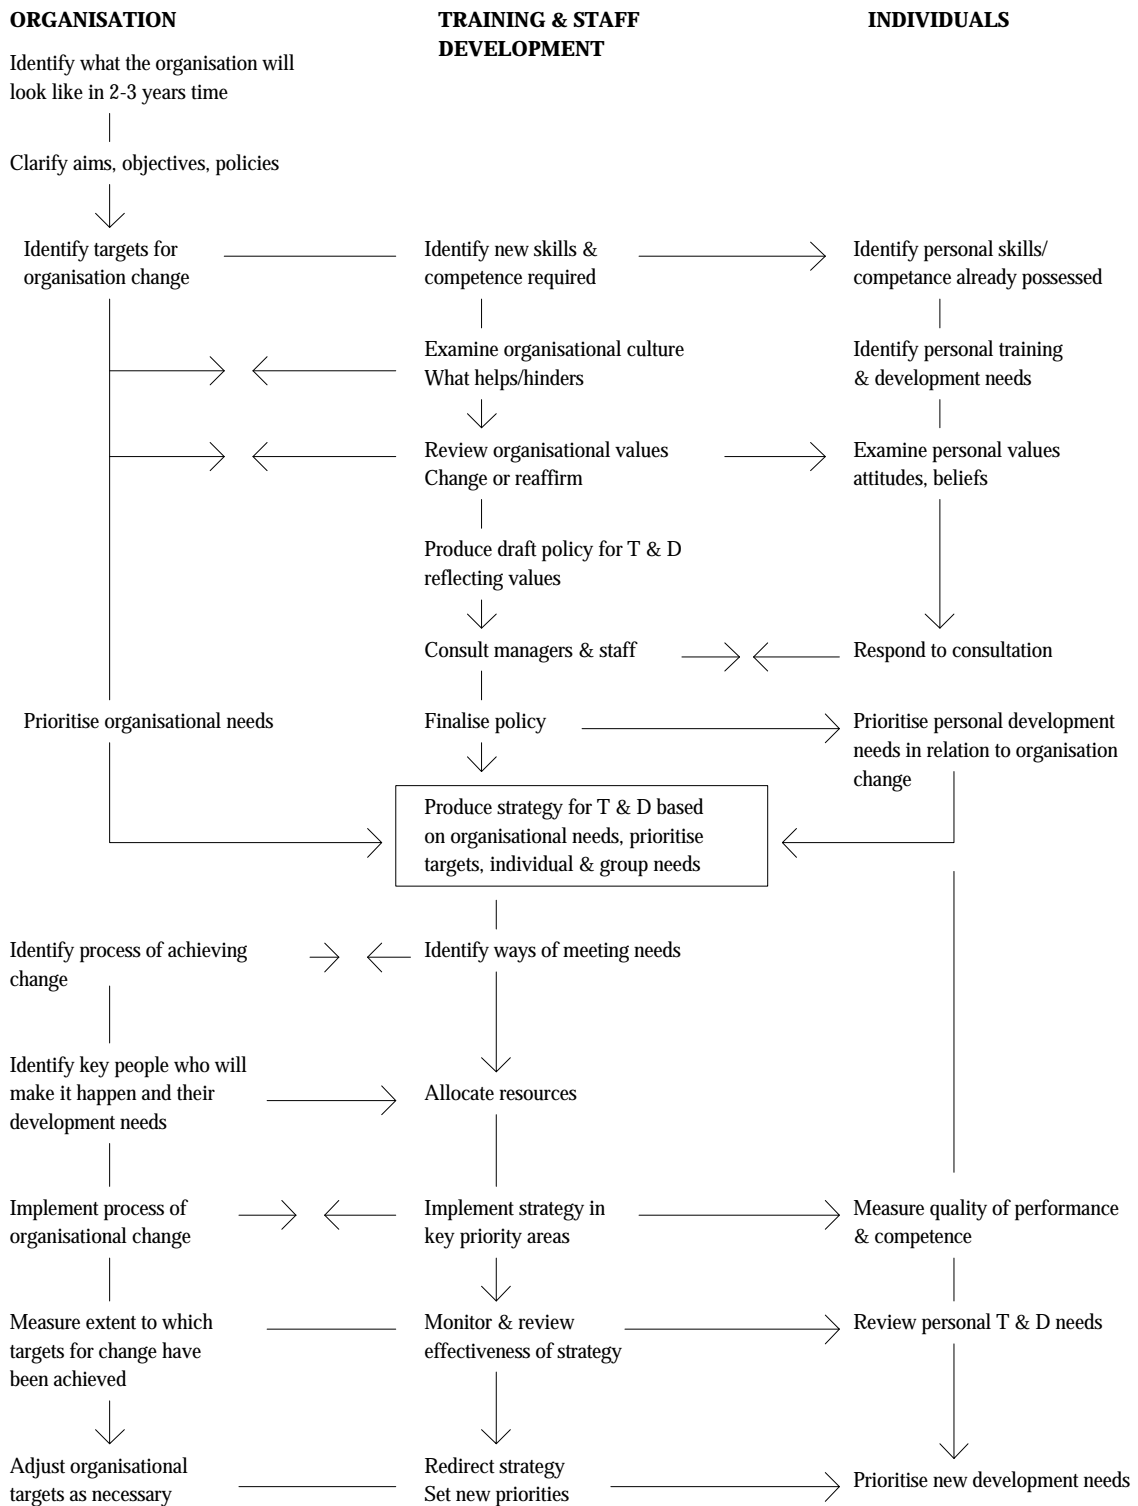 ORGANISATION
TRAINING & STAFF
DEVELOPMENT
INDIVIDUALS
Identify what the organisation will
look like in 2-3 years time
Clarify aims, objectives, policies
Identify targets for
organisation change
Identify new skills &
competence required
Identify personal skills/
competance already possessed
Examine organisational culture
What helps/hinders
Identify personal training
& development needs
Review organisational values
Change or reaffirm
Examine personal values
attitudes, beliefs
Produce draft policy for T & D
reflecting values
Consult managers & staff
Respond to consultation
Prioritise organisational needs
Finalise policy
Prioritise personal development
needs in relation to organisation
change
Produce strategy for T & D based
on organisational needs, prioritise
targets, individual & group needs
Identify process of achieving
change
Identify ways of meeting needs
Identify key people who will
make it happen and their
development needs
Allocate resources
Implement process of
organisational change
Implement strategy in
key priority areas
Measure quality of performance
& competence
Measure extent to which
targets for change have
been achieved
Monitor & review
effectiveness of strategy
Review personal T & D needs
Adjust organisational
targets as necessary
Redirect strategy
Set new priorities
Prioritise new development needs